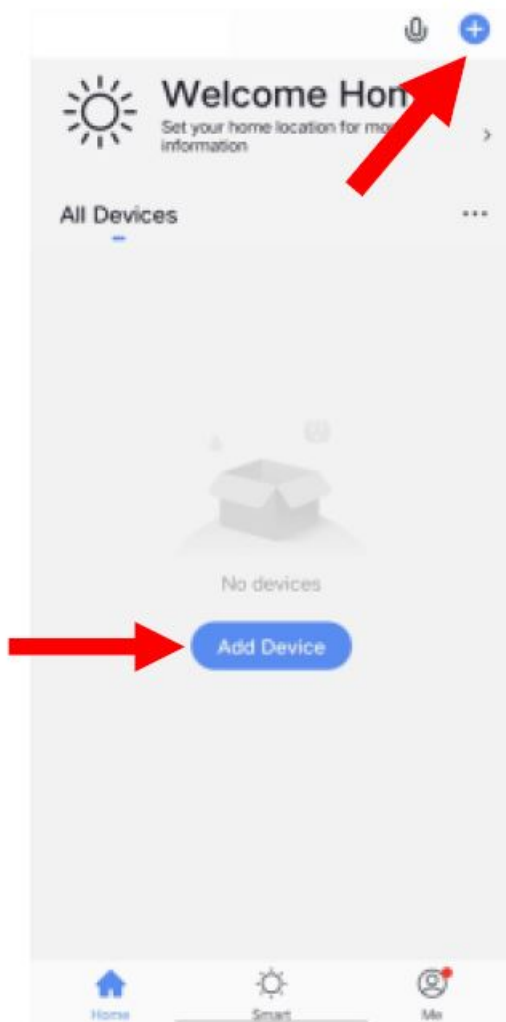 Welcome Hom
Set your home location for mo
information
All Devices
No devices
Add Device
Home
Smart
Me